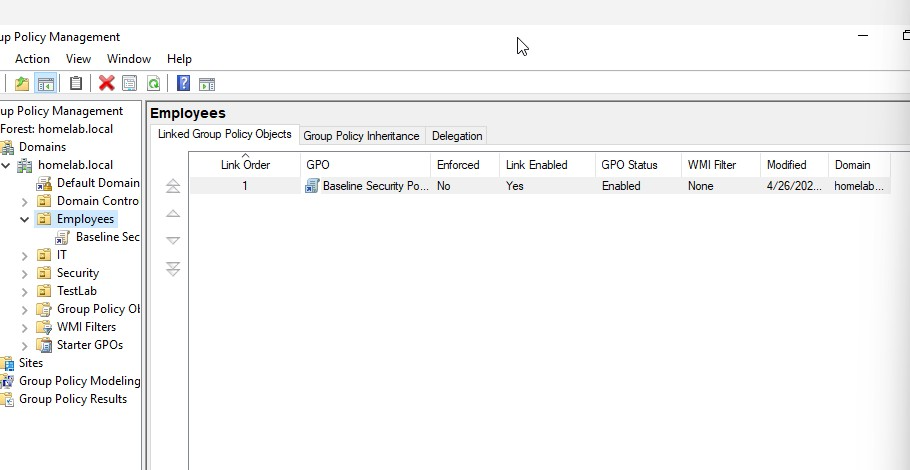 up Policy Management
Action View Window Help
up Policy Management
Forest: homelab.local
Domains
homelab.local
Default Domain
Domain Contro
Employees
Baseline Sec
IT
Security
TestLab
Group Policy Ob
WMI Filters
Starter GPOs
Sites
Group Policy Modeling
Group Policy Results
Employees
Linked Group Policy Objects Group Policy Inheritance Delegation
Link Order GPO Enforced Link Enabled GPO Status WMI Filter Modified Domain
1 Baseline Security Po... No Yes Enabled None 4/26/202... homelab...